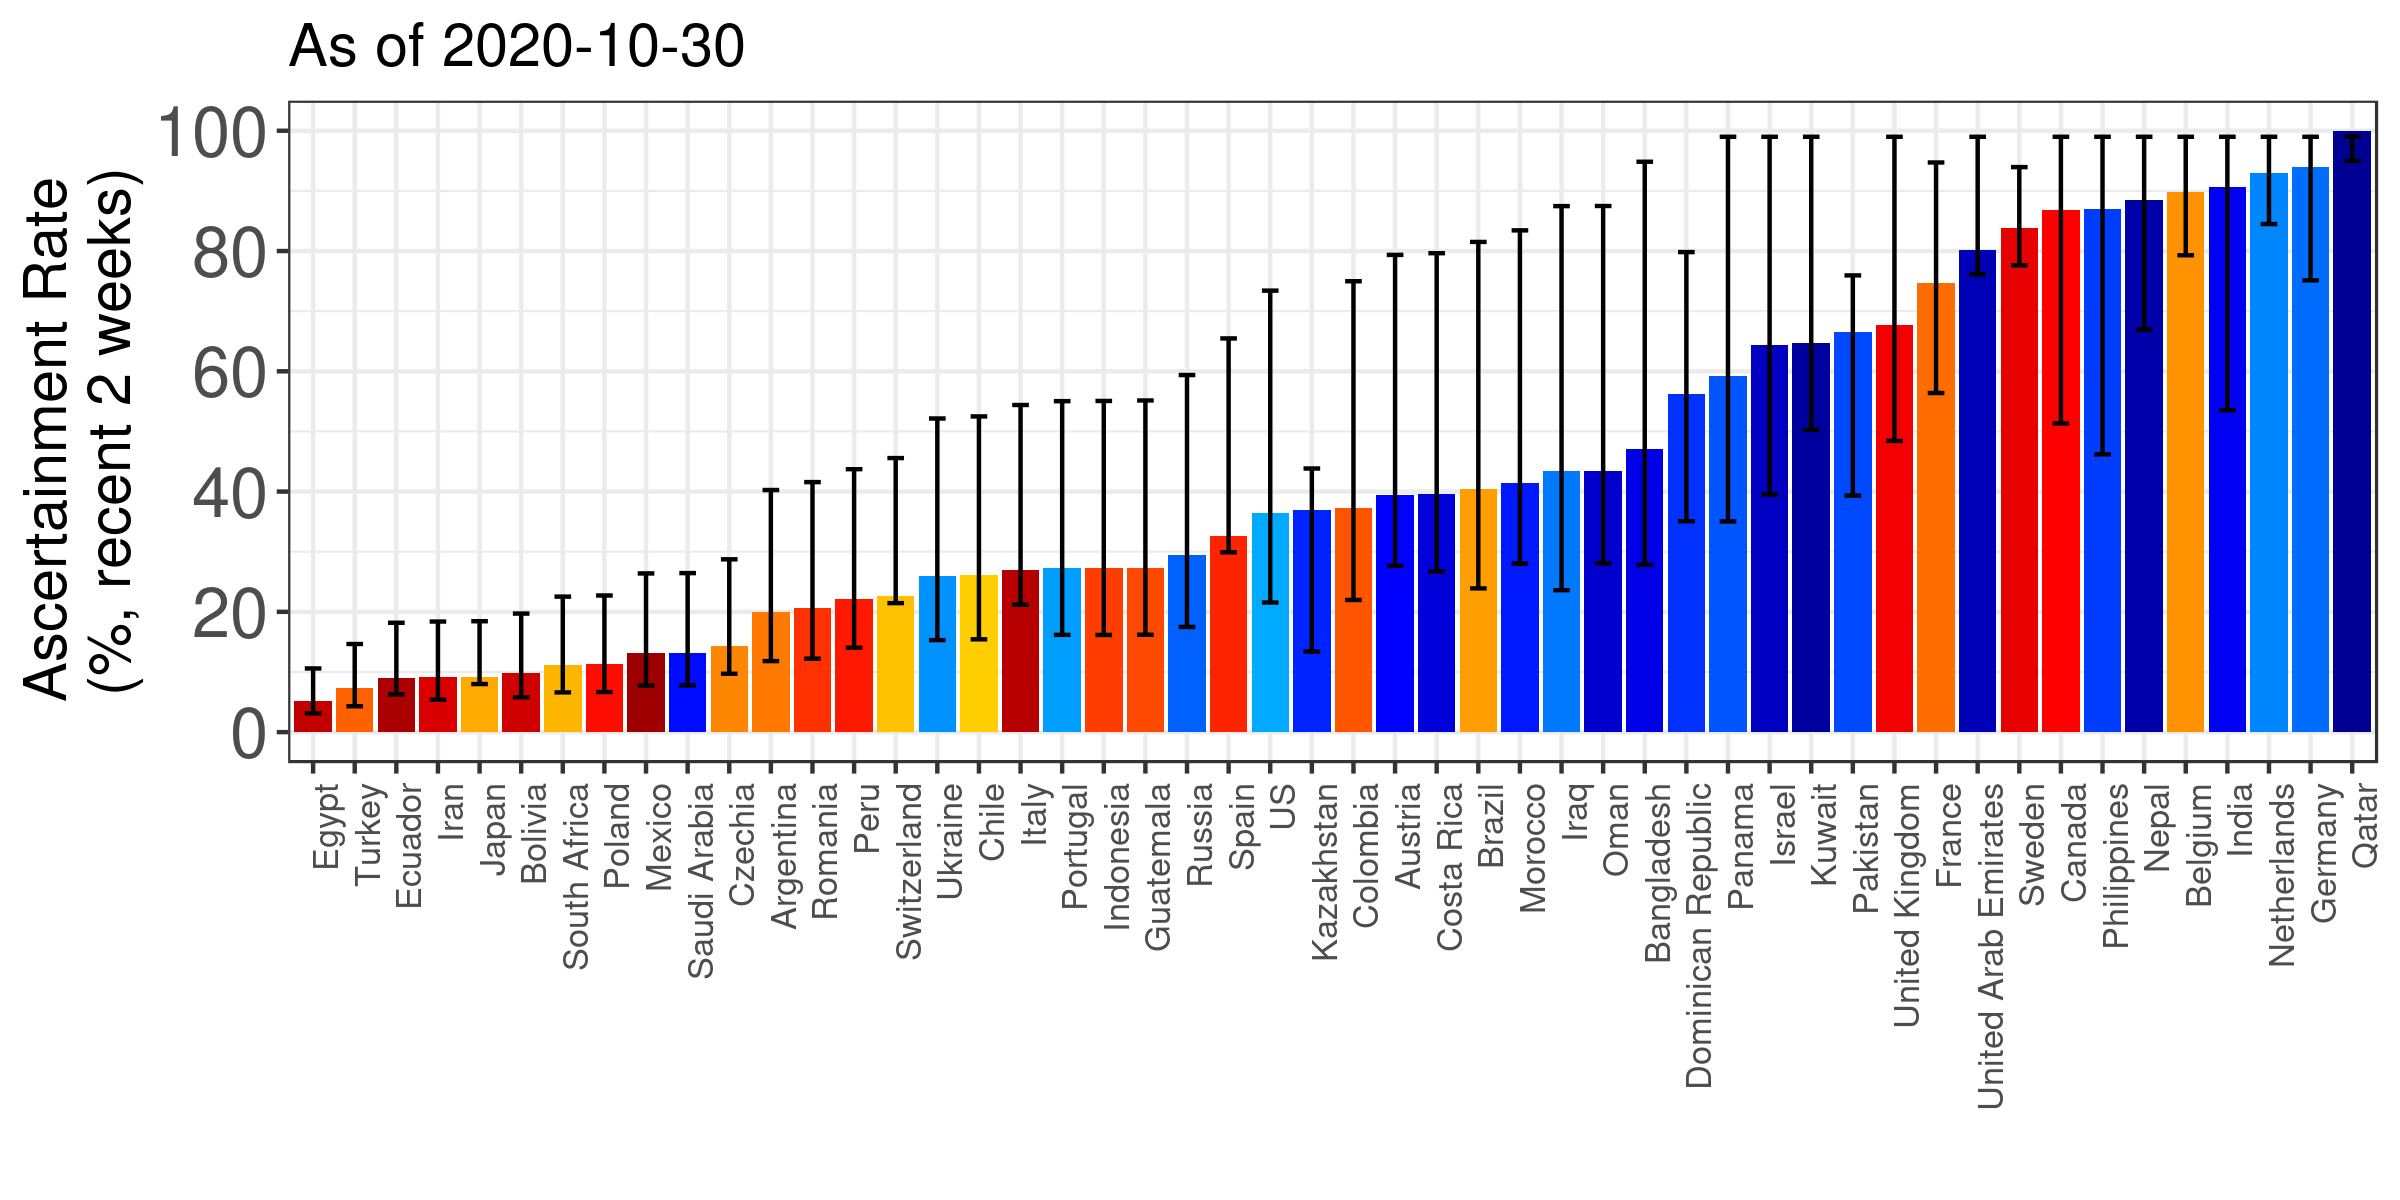 As of 2020-10-30
Ascertainment Rate
(%, recent 2 weeks)
100
80
60
40
20
0
Egypt
Turkey
Ecuador
Iran
Japan
Bolivia
South Africa
Poland
Mexico
Saudi Arabia
Czechia
Argentina
Romania
Peru
Switzerland
Ukraine
Chile
Italy
Portugal
Indonesia
Guatemala
Russia
Spain
US
Kazakhstan
Colombia
Austria
Costa Rica
Brazil
Morocco
Iraq
Oman
Bangladesh
Dominican Republic
Panama
Israel
Kuwait
Pakistan
United Kingdom
France
United Arab Emirates
Sweden
Canada
Philippines
Nepal
Belgium
India
Netherlands
Germany
Qatar